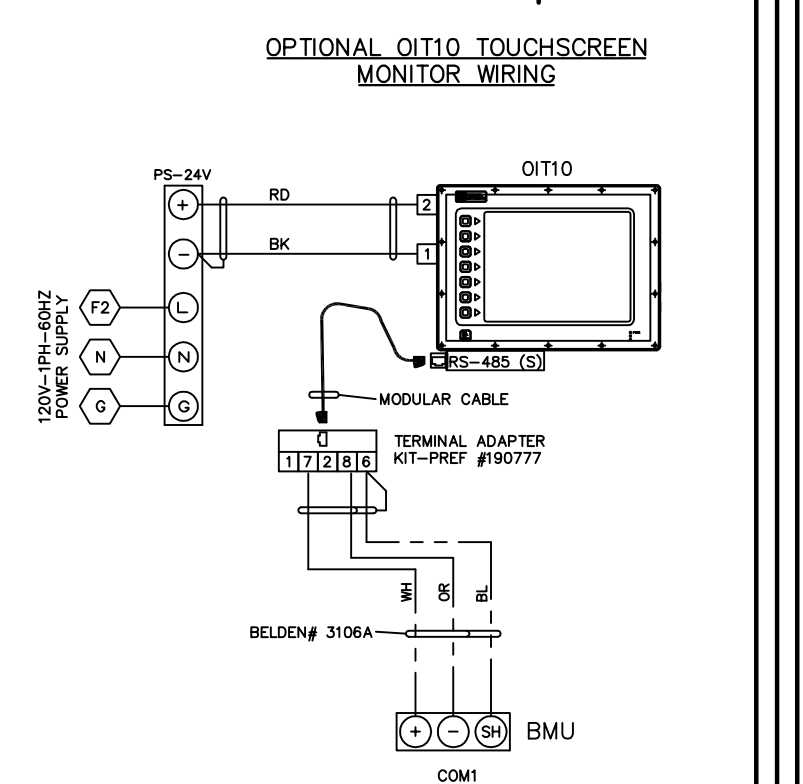 OPTIONAL OIT10 TOUCHSCREEN
MONITOR WIRING
PS-24V
OIT10
+
RD
2
-
BK
1
120V-1PH-60HZ
POWER SUPPLY
F2
L
N
N
G
G
RS-485 (S)
MODULAR CABLE
TERMINAL ADAPTER
KIT-PREF #190777
1 7 2 8 6
WH
OR
BL
BELDEN# 3106A
+ - SH
BMU
COM1